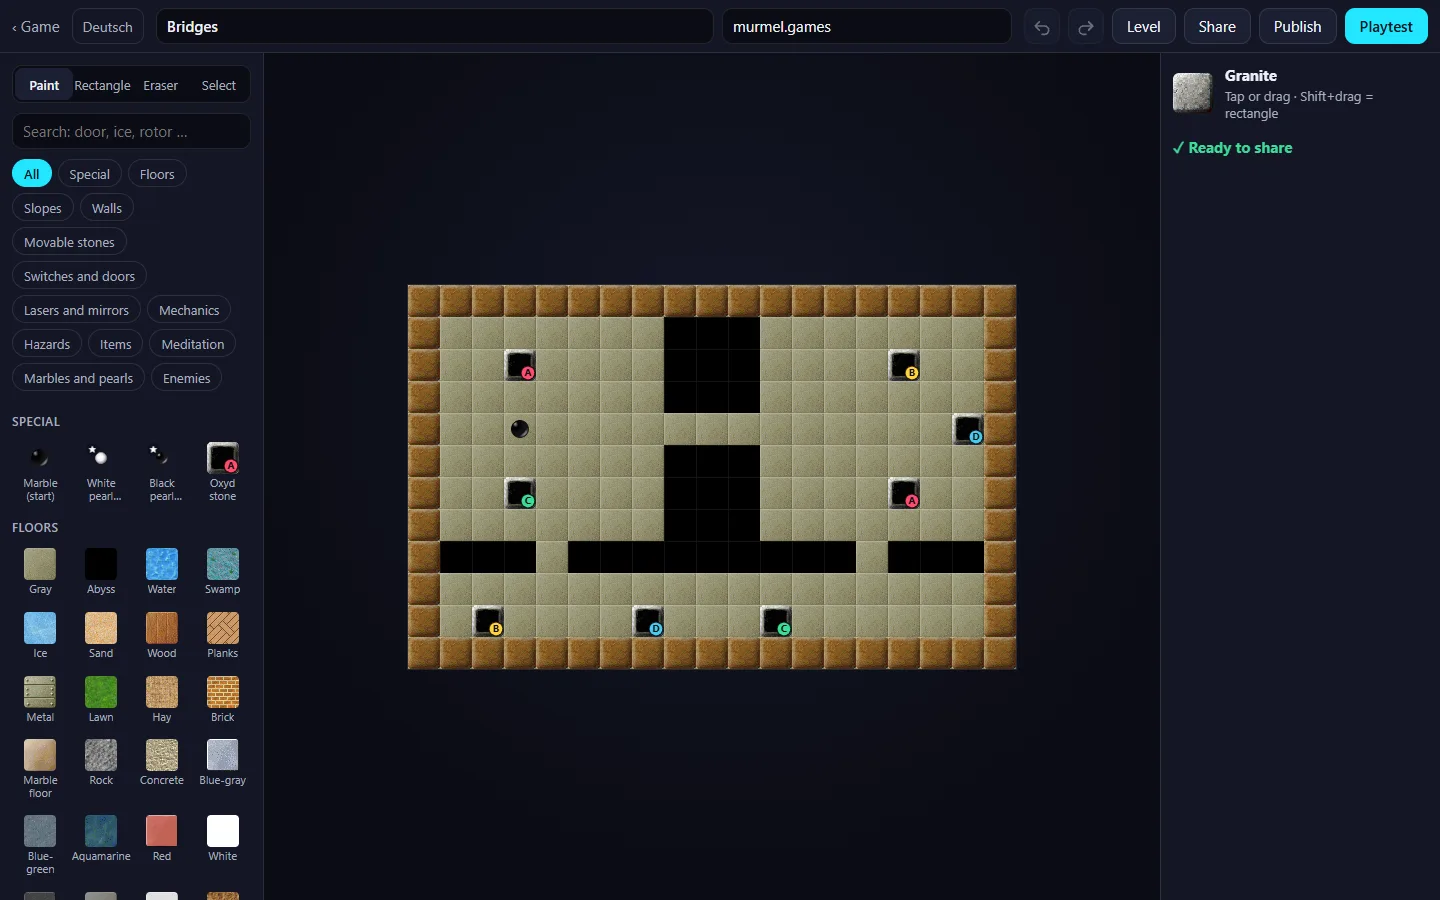 ‹ Game
Deutsch
Bridges
murmel.games
Level
Share
Publish
Playtest
Paint
Rectangle
Eraser
Select
Search: door, ice, rotor ...
All
Special
Floors
Slopes
Walls
Movable stones
Switches and doors
Lasers and mirrors
Mechanics
Hazards
Items
Meditation
Marbles and pearls
Enemies
SPECIAL
A
Marble (start)
White pearl...
Black pearl...
Oxyd stone
FLOORS
Gray
Abyss
Water
Swamp
Ice
Sand
Wood
Planks
Metal
Lawn
Hay
Brick
Marble floor
Rock
Concrete
Blue-gray
Blue-green
Aquamarine
Red
White
A
B
D
C
A
B
D
C
Granite
Tap or drag · Shift+drag =
rectangle
✓ Ready to share